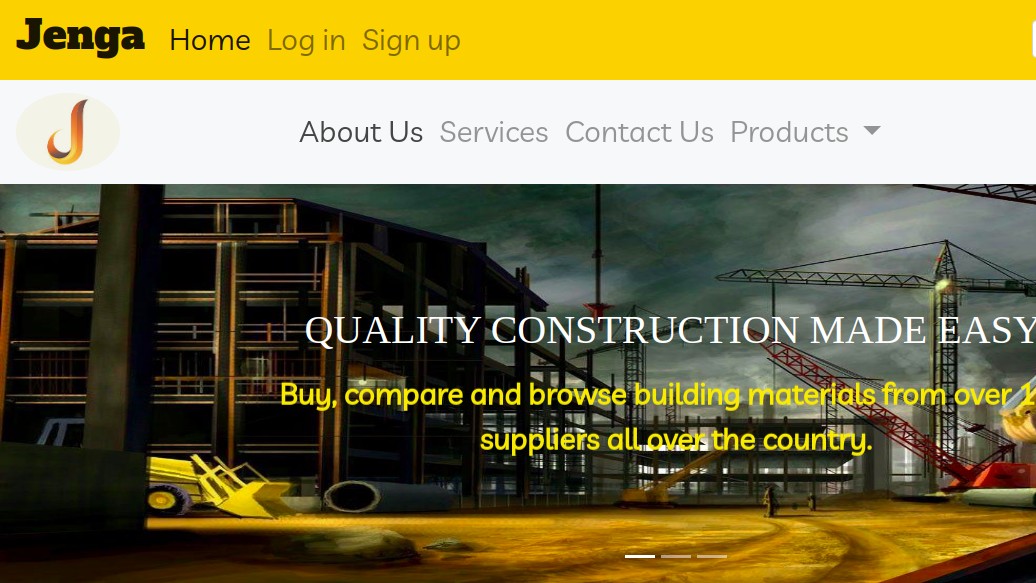 Jenga Home Log in Sign up
About Us Services Contact Us Products
QUALITY CONSTRUCTION MADE EASY
Buy, compare and browse building materials from over
suppliers all over the country.